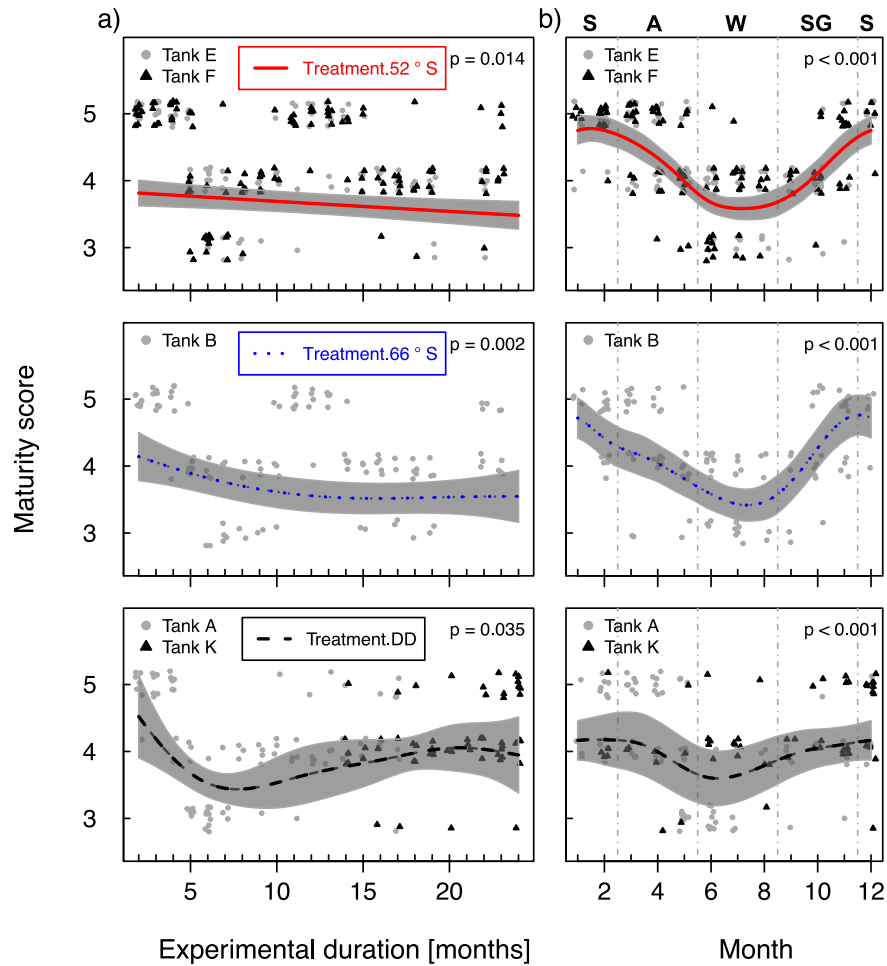 a)
b)
S A W SG S
Tank E
Tank F
Treatment.52 ° S
p = 0.014
Tank E
Tank F
p < 0.001
5
4
3
Tank B
Treatment.66 ° S
p = 0.002
Tank B
p < 0.001
5
4
3
Maturity score
Tank A
Tank K
Treatment.DD
p = 0.035
Tank A
Tank K
p < 0.001
5
4
3
5 10 15 20
2 4 6 8 10 12
Experimental duration [months]
Month